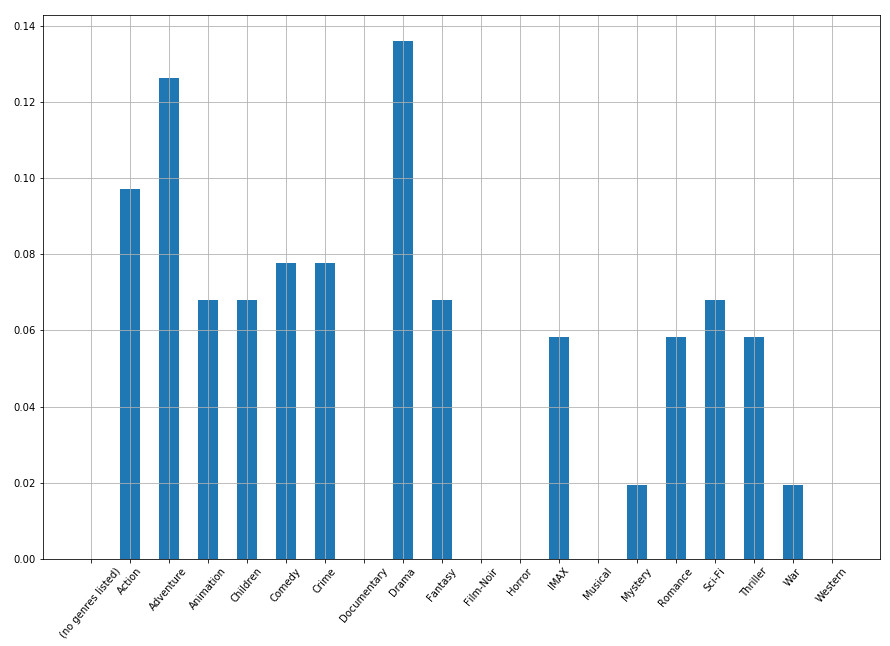 0.14
0.12
0.10
0.08
0.06
0.04
0.02
0.00
(no genres listed)
Action
Adventure
Animation
Children
Comedy
Crime
Documentary
Drama
Fantasy
Film-Noir
Horror
IMAX
Musical
Mystery
Romance
Sci-Fi
Thriller
War
Western